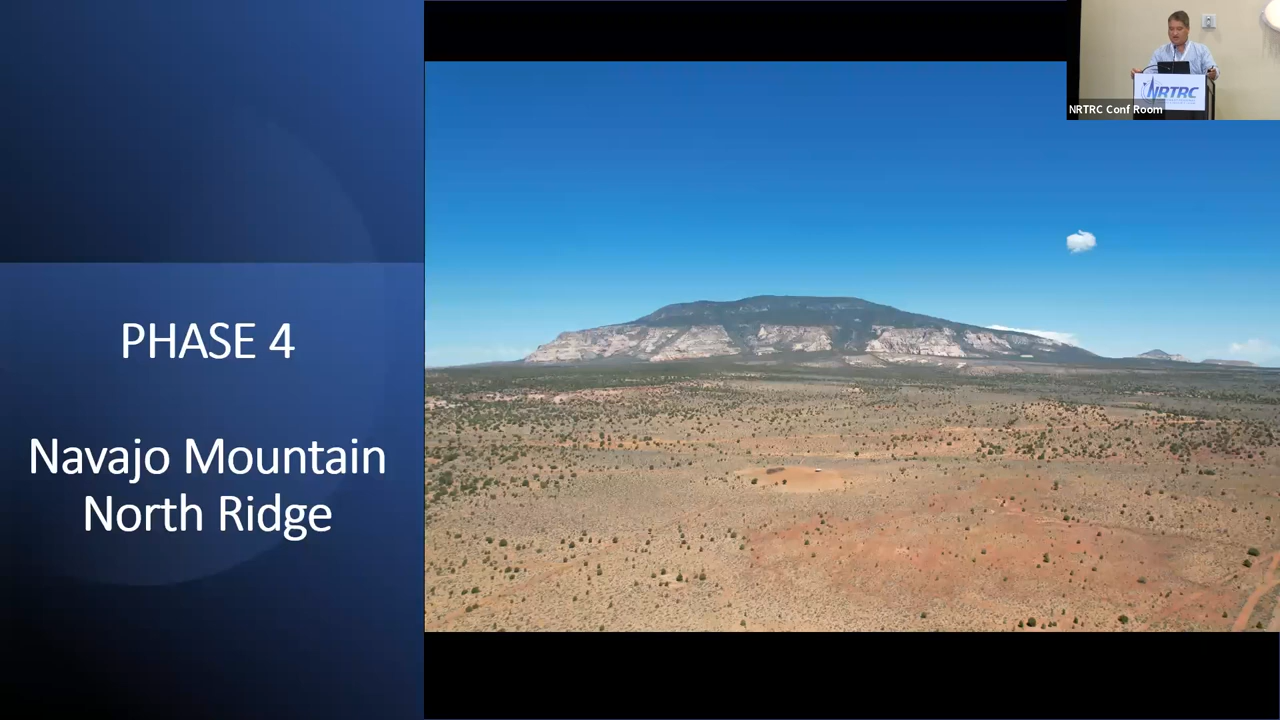 PHASE 4
Navajo Mountain
North Ridge
NRTRC Conf Room
NRTRC